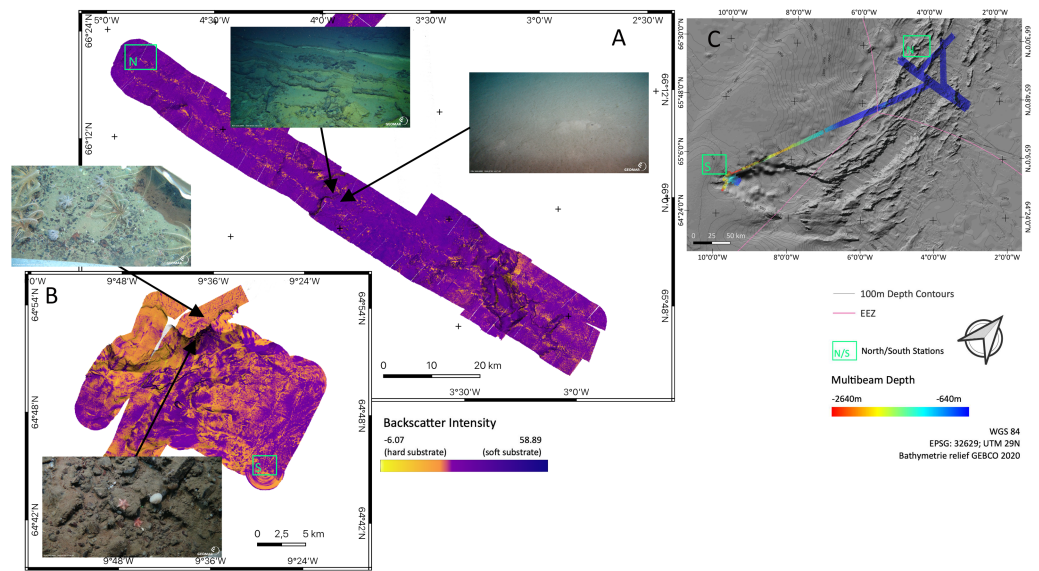 5°0'W 4°30'W 4°0'W 3°30'W 3°0'W 2°30'W
66°24'N
A
N
66°12'N
66°12'N
66°0'N
65°48'N
GEOMAR
GEOMAR
GEOMAR
0 10 20 km
3°30'W 3°0'W
C
10°0'0"W 8°0'0"W 6°0'0"W 4°0'0"W 2°0'0"W
66°30'0"N
65°48'0"N
65°6'0"N
64°24'0"N
N
S
0 25 50 km
10°0'0"W 8°0'0"W 6°0'0"W 4°0'0"W 2°0'0"W
B
0'W 9°48'W 9°36'W 9°24'W
64°54'N
64°54'N
64°48'N
64°48'N
64°42'N
64°42'N
S
GEOMAR
0 2,5 5 km
9°48'W 9°36'W 9°24'W
Backscatter Intensity
-6.07 58.89
(hard substrate) (soft substrate)
100m Depth Contours
EEZ
N/S North/South Stations
Multibeam Depth
-2640m -640m
WGS 84
EPSG: 32629; UTM 29N
Bathymetrie relief GEBCO 2020